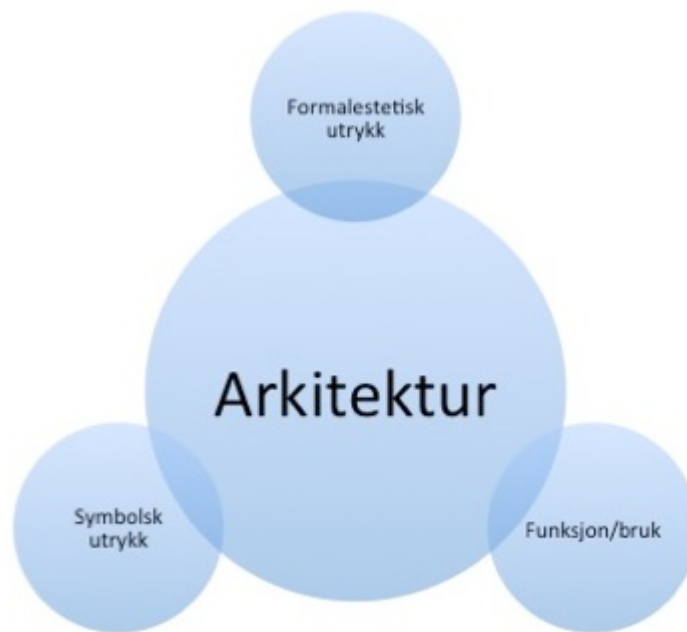 Formalestetisk
utrykk
Arkitektur
Symbolsk
utrykk
Funksjon/bruk